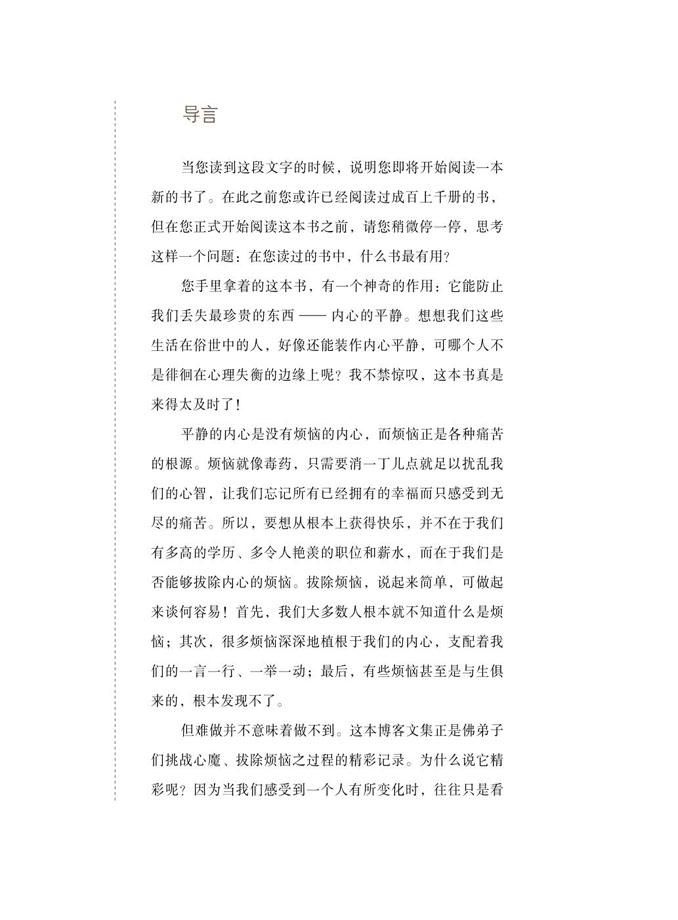 导言
当您读到这段文字的时候，说明您即将开始阅读一本
新的书了。在此之前您或许已经阅读过成百上千册的书，
但在您正式开始阅读这本书之前，请您稍微停一停，思考
这样一个问题：在您读过的书中，什么书最有用？
您手里拿着的这本书，有一个神奇的作用：它能防止
我们丢失最珍贵的东西 —— 内心的平静。想想我们这些
生活在俗世中的人，好像还能装作内心平静，可哪个人不
是徘徊在心理失衡的边缘上呢？我不禁惊叹，这本书真是
来得太及时了！
平静的内心是没有烦恼的内心，而烦恼正是各种痛苦
的根源。烦恼就像毒药，只需要消一丁儿点就足以扰乱我
们的心智，让我们忘记所有已经拥有的幸福而只感受到无
尽的痛苦。所以，要想从根本上获得快乐，并不在于我们
有多高的学历、多令人艳羡的职位和薪水，而在于我们是
否能够拔除内心的烦恼。拔除烦恼，说起来简单，可做起
来谈何容易！首先，我们大多数人根本就不知道什么是烦
恼；其次，很多烦恼深深地植根于我们的内心，支配着我
们的一言一行、一举一动；最后，有些烦恼甚至是与生俱
来的，根本发现不了。
但难做并不意味着做不到。这本博客文集正是佛弟子
们挑战心魔、拔除烦恼之过程的精彩记录。为什么说它精
彩呢？因为当我们感受到一个人有所变化时，往往只是看